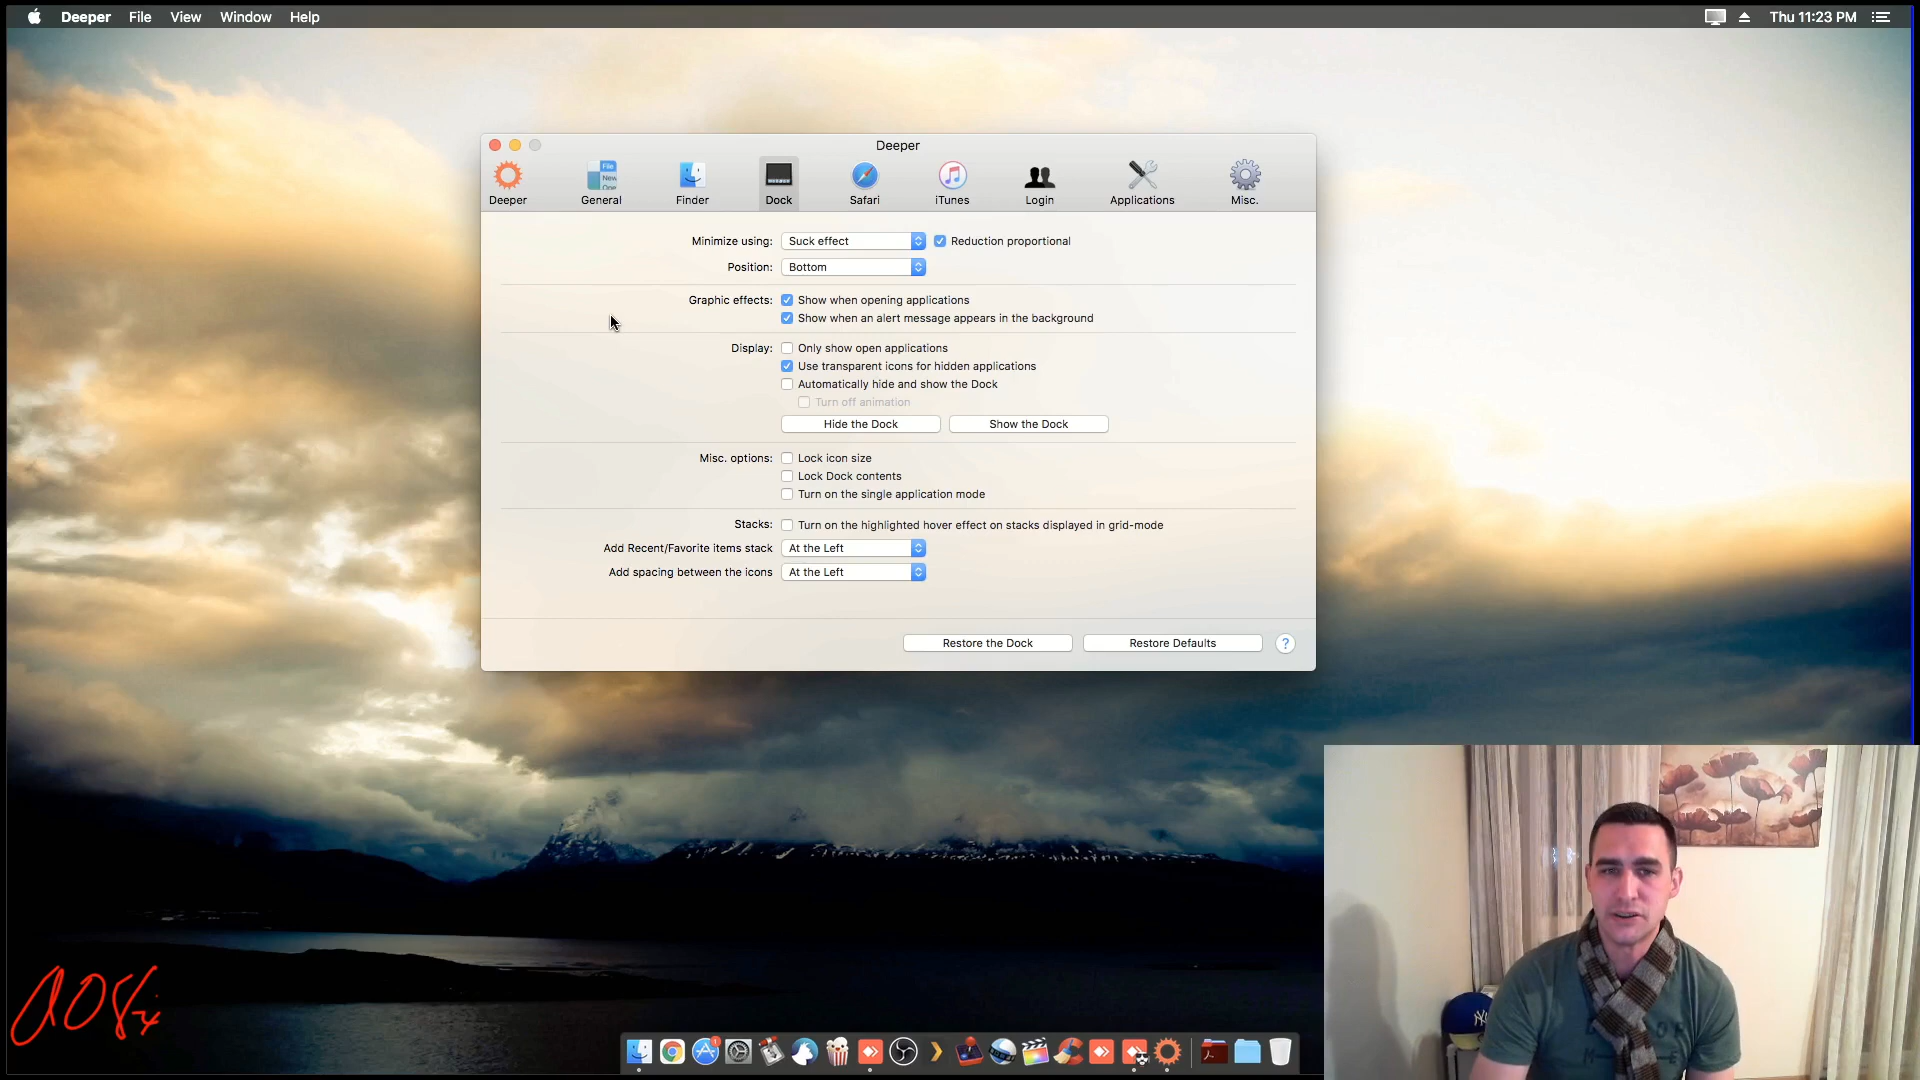 Deeper File View Window Help Thu 11:23 PM
Deeper
Deeper General Finder Dock Safari iTunes Login Applications Misc.
Minimize using: Suck effect Reduction proportional
Position: Bottom
Graphic effects: Show when opening applications
Show when an alert message appears in the background
Display: Only show open applications
Use transparent icons for hidden applications
Automatically hide and show the Dock
Turn off animation
Hide the Dock Show the Dock
Misc. options: Lock icon size
Lock Dock contents
Turn on the single application mode
Stacks: Turn on the highlighted hover effect on stacks displayed in grid-mode
Add Recent/Favorite items stack At the Left
Add spacing between the icons At the Left
Restore the Dock Restore Defaults ?